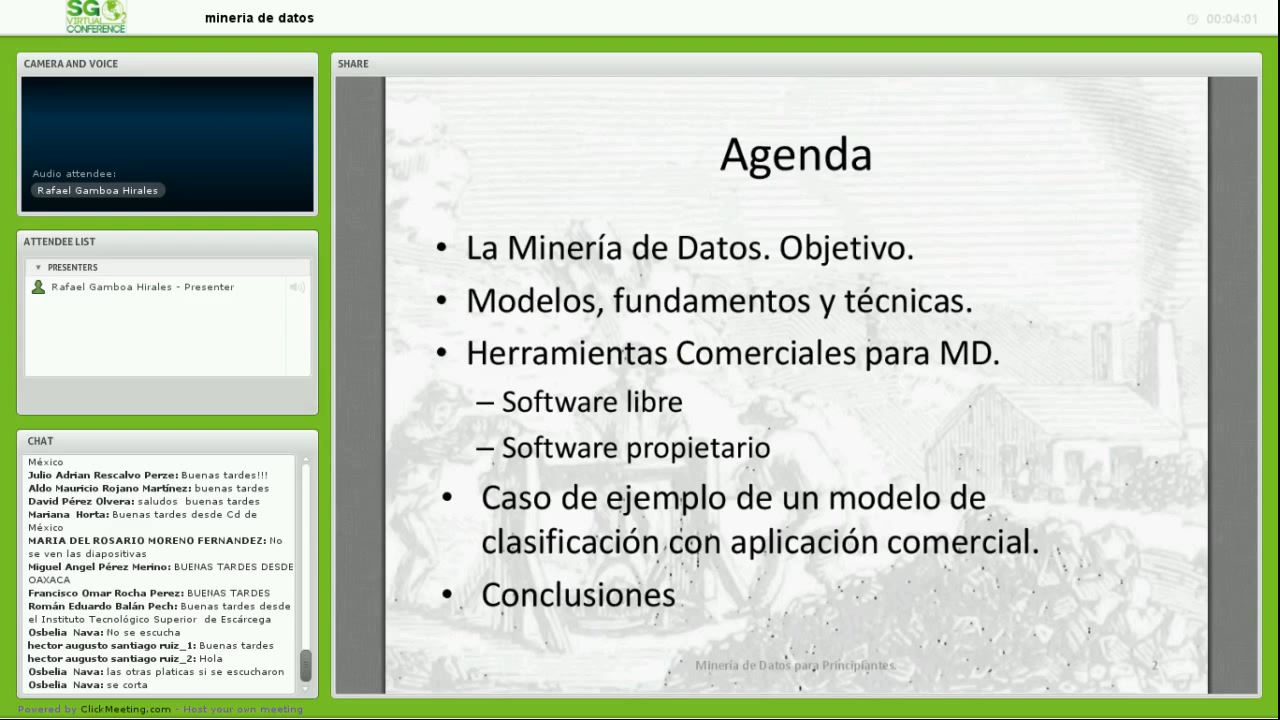 SG
VIRTUAL
CONFERENCE
mineria de datos
00:04:01
CAMERA AND VOICE
Audio attendee:
Rafael Gamboa Hirales
ATTENDEE LIST
PRESENTERS
Rafael Gamboa Hirales - Presenter
CHAT
México
Julio Adrian Rescalvo Perze: Buenas tardes!!!
Aldo Mauricio Rojano Martínez: buenas tardes
David Pérez Olvera: saludos buenas tardes
Mariana Horta: Buenas tardes desde Cd de
México
MARIA DEL ROSARIO MORENO FERNANDEZ: No
se ven las diapositivas
Miguel Angel Pérez Merino: BUENAS TARDES DESDE
OAXACA
Francisco Omar Rocha Perez: BUENAS TARDES
Román Eduardo Balán Pech: Buenas tardes desde
el Instituto Tecnológico Superior de Escárcega
Osbelia Nava: No se escucha
hector augusto santiago ruiz_1: Buenas tardes
hector augusto santiago ruiz_2: Hola
Osbelia Nava: las otras platicas si se escucharon
Osbelia Nava: se corta
SHARE
Agenda
• La Minería de Datos. Objetivo.
• Modelos, fundamentos y técnicas.
• Herramientas Comerciales para MD.
– Software libre
– Software propietario
• Caso de ejemplo de un modelo de
clasificación con aplicación comercial.
• Conclusiones
Minería de Datos para Principiantes.
2
Powered by ClickMeeting.com - Host your own meeting